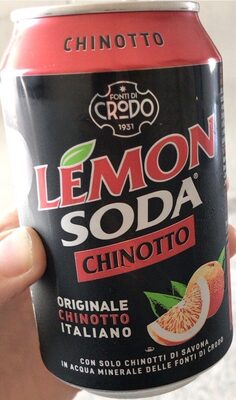 CHINOTTO
FONTI DI
CRODO
1931
LEMON
SODA®
CHINOTTO
ORIGINALE
CHINOTTO
ITALIANO
CON SOLO CHINOTTI DI SAVONA
IN ACQUA MINERALE DELLE FONTI DI CRODO